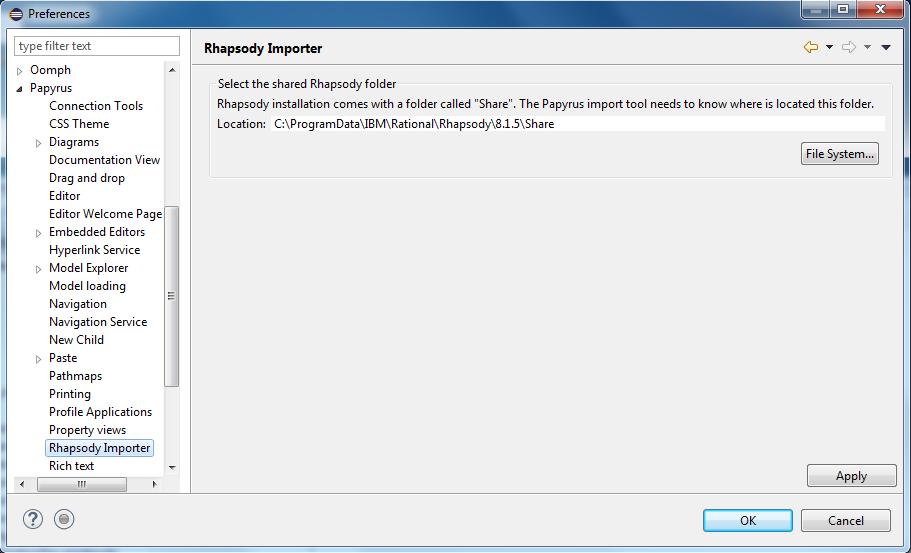 Preferences
type filter text
Oomph
Papyrus
Connection Tools
CSS Theme
Diagrams
Documentation View
Drag and drop
Editor
Editor Welcome Page
Embedded Editors
Hyperlink Service
Model Explorer
Model loading
Navigation
Navigation Service
New Child
Paste
Pathmaps
Printing
Profile Applications
Property views
Rhapsody Importer
Rich text
Rhapsody Importer
Select the shared Rhapsody folder
Rhapsody installation comes with a folder called "Share". The Papyrus import tool needs to know where is located this folder.
Location: C:\ProgramData\IBM\Rational\Rhapsody\8.1.5\Share
File System...
Apply
OK
Cancel